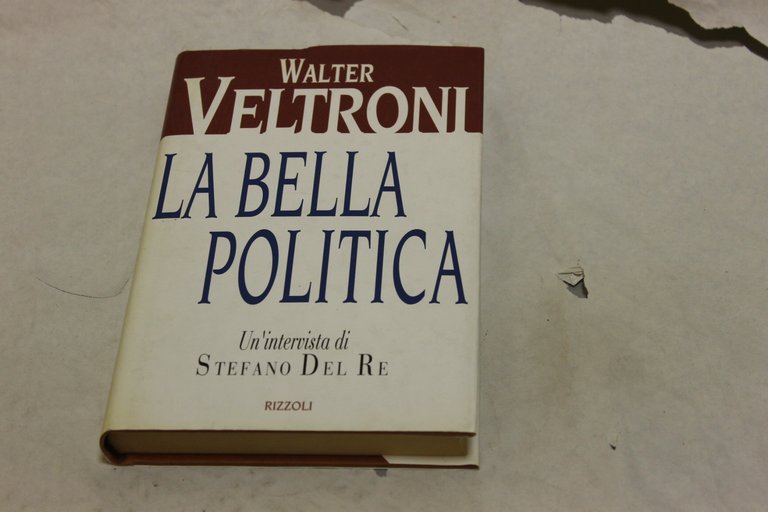 WALTER
VELTRONI
LA BELLA
POLITICA
Un'intervista di
STEFANO DEL RE
RIZZOLI